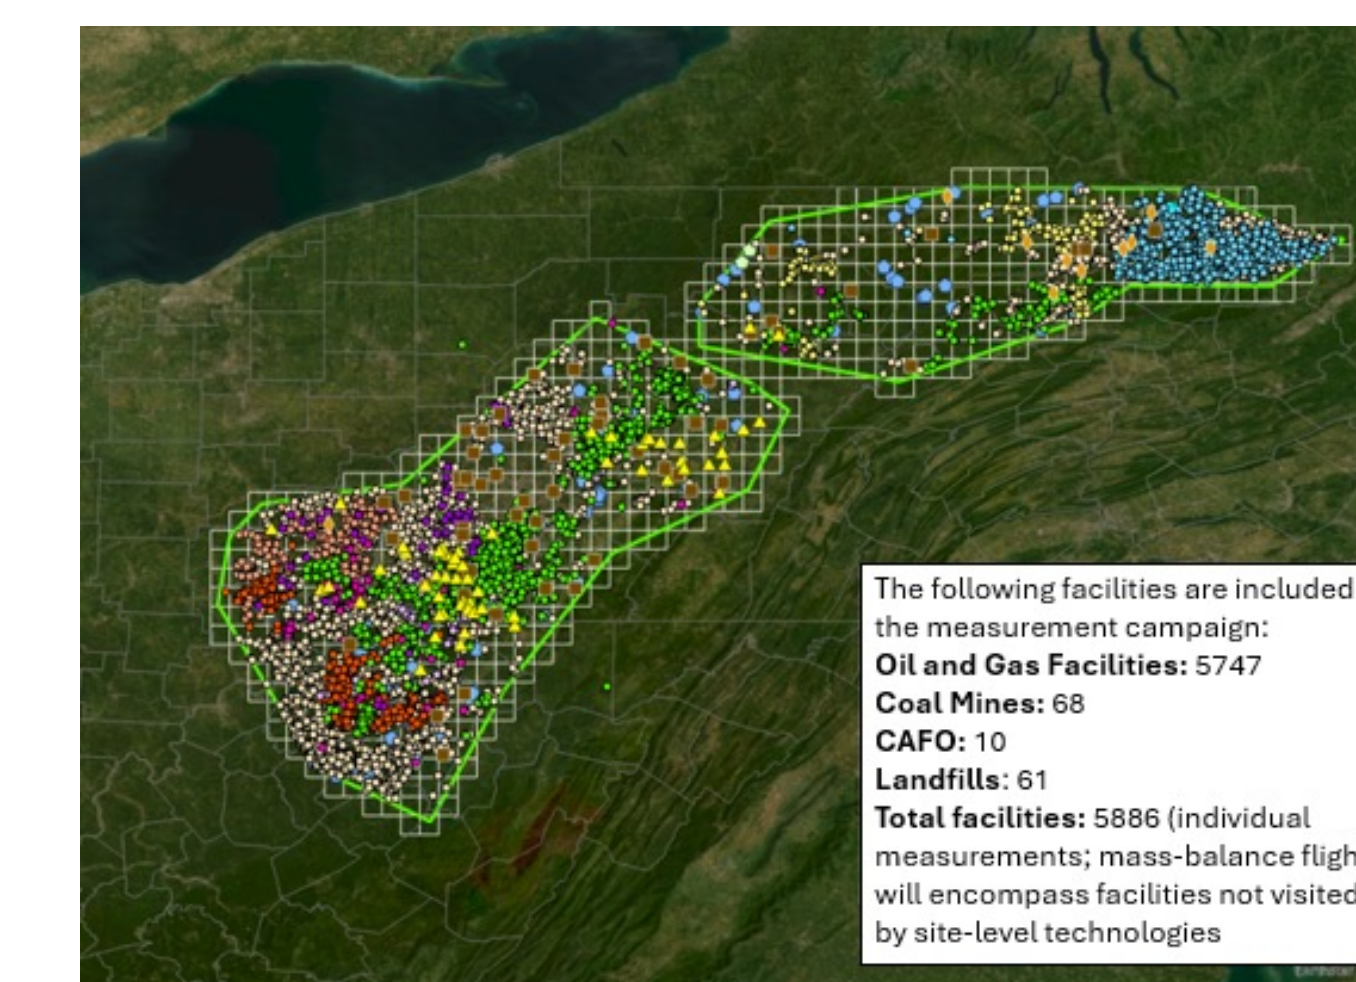 The following facilities are included
the measurement campaign:
Oil and Gas Facilities: 5747
Coal Mines: 68
CAFO: 10
Landfills: 61
Total facilities: 5886 (individual
measurements; mass-balance fligh
will encompass facilities not visited
by site-level technologies